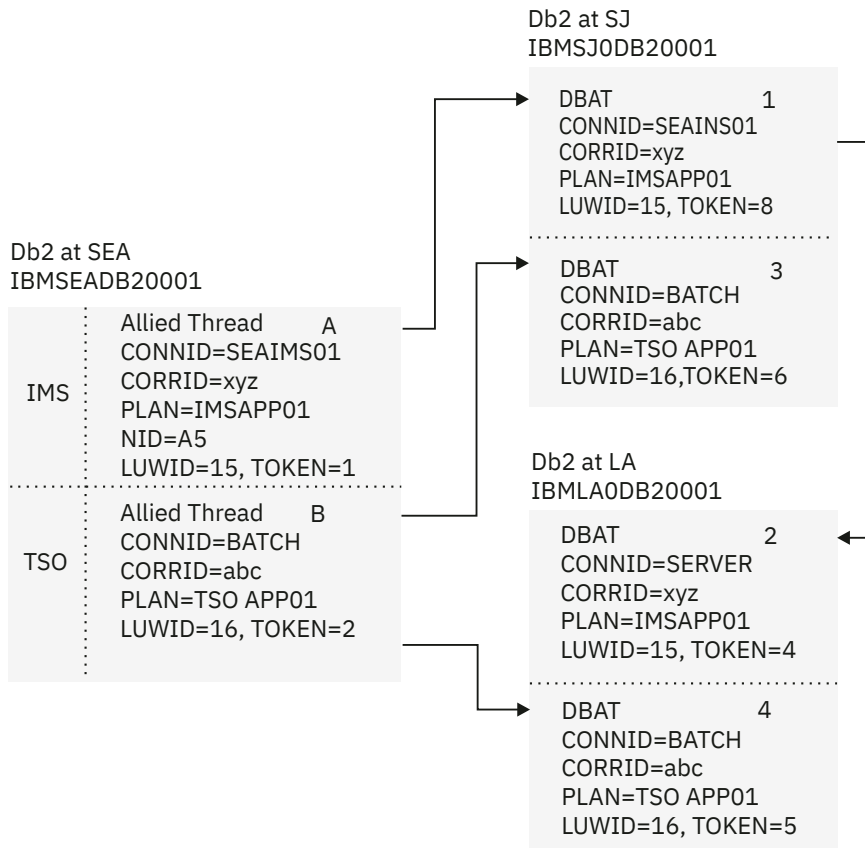 Db2 at SJ
IBMSJ0DB20001
DBAT 1
CONNID=SEAINS01
CORRID=xyz
PLAN=IMSAPP01
LUWID=15, TOKEN=8
DBAT 3
CONNID=BATCH
CORRID=abc
PLAN=TSO APP01
LUWID=16,TOKEN=6
Db2 at SEA
IBMSEADB20001
IMS
Allied Thread A
CONNID=SEAIMS01
CORRID=xyz
PLAN=IMSAPP01
NID=A5
LUWID=15, TOKEN=1
TSO
Allied Thread B
CONNID=BATCH
CORRID=abc
PLAN=TSO APP01
LUWID=16, TOKEN=2
Db2 at LA
IBMLA0DB20001
DBAT 2
CONNID=SERVER
CORRID=xyz
PLAN=IMSAPP01
LUWID=15, TOKEN=4
DBAT 4
CONNID=BATCH
CORRID=abc
PLAN=TSO APP01
LUWID=16, TOKEN=5